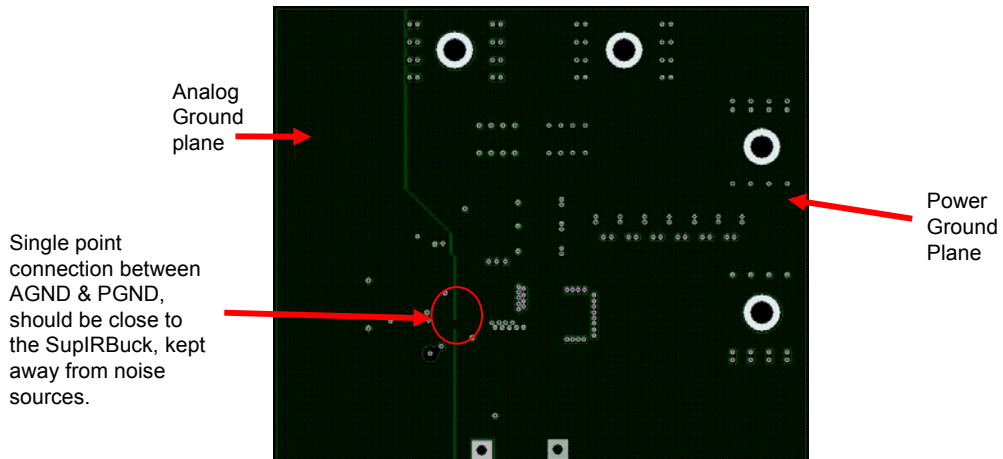 Analog
Ground
plane
Single point
connection between
AGND & PGND,
should be close to
the SupIRBuck, kept
away from noise
sources.
Power
Ground
Plane